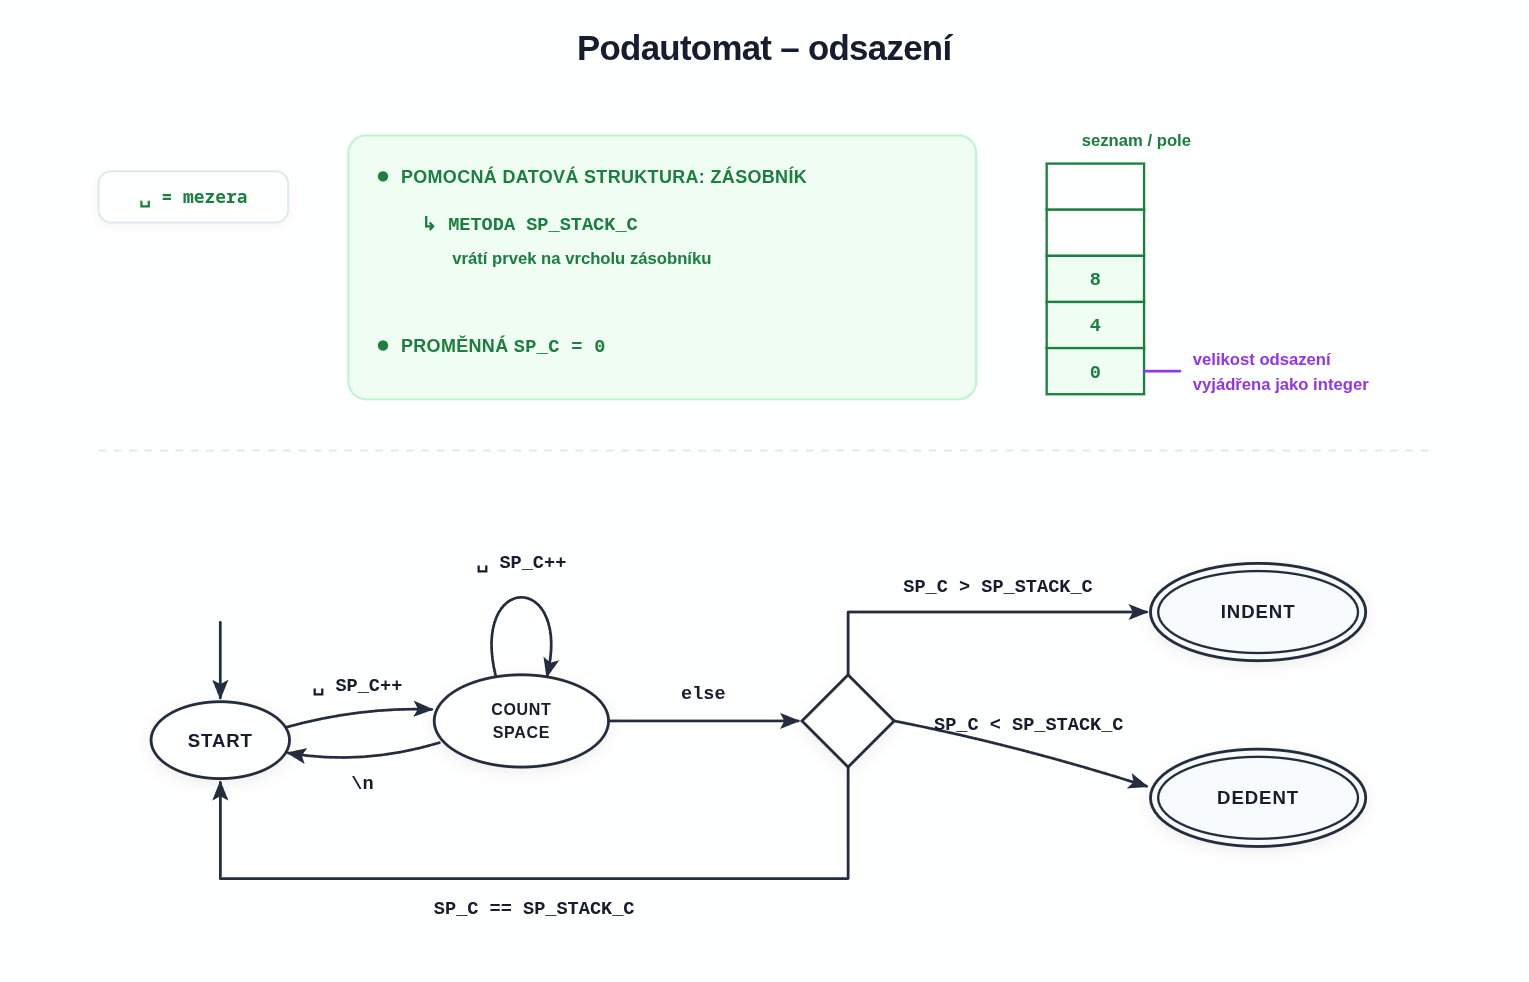 Podautomat – odsazení
␣ = mezera
POMOCNÁ DATOVÁ STRUKTURA: ZÁSOBNÍK
↳ METODA SP_STACK_C
vrátí prvek na vrcholu zásobníku
PROMĚNNÁ SP_C = 0
seznam / pole
8
4
0
velikost odsazení
vyjádřena jako integer
␣ SP_C++
SP_C > SP_STACK_C
INDENT
␣ SP_C++
else
COUNT
SPACE
START
SP_C < SP_STACK_C
\n
DEDENT
SP_C == SP_STACK_C